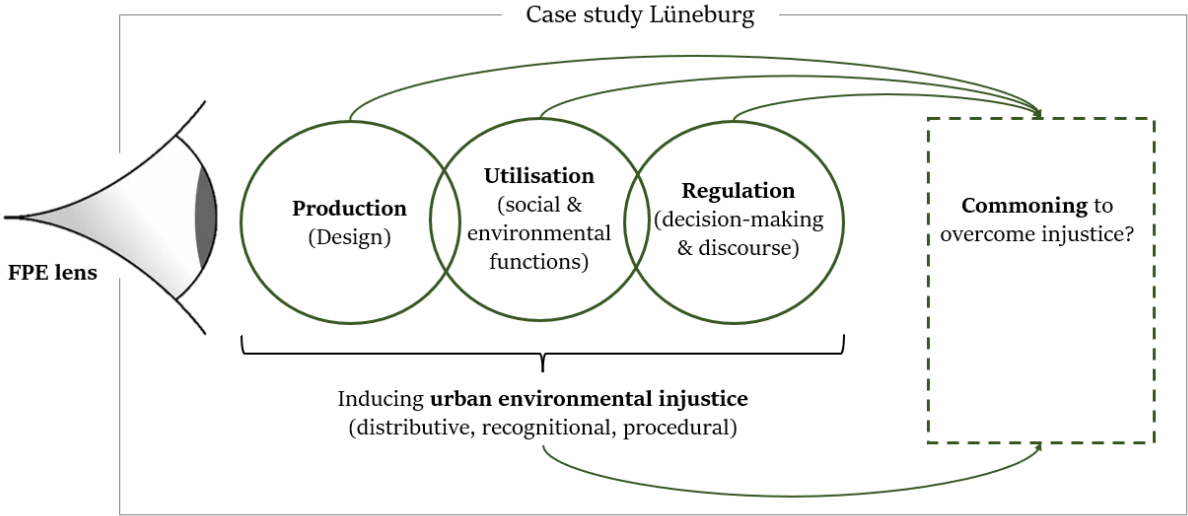 Case study Lüneburg
FPE lens
Production
(Design)
Utilisation
(social &
environmental
functions)
Regulation
(decision-making
& discourse)
Commoning to
overcome injustice?
Inducing urban environmental injustice
(distributive, recognitional, procedural)